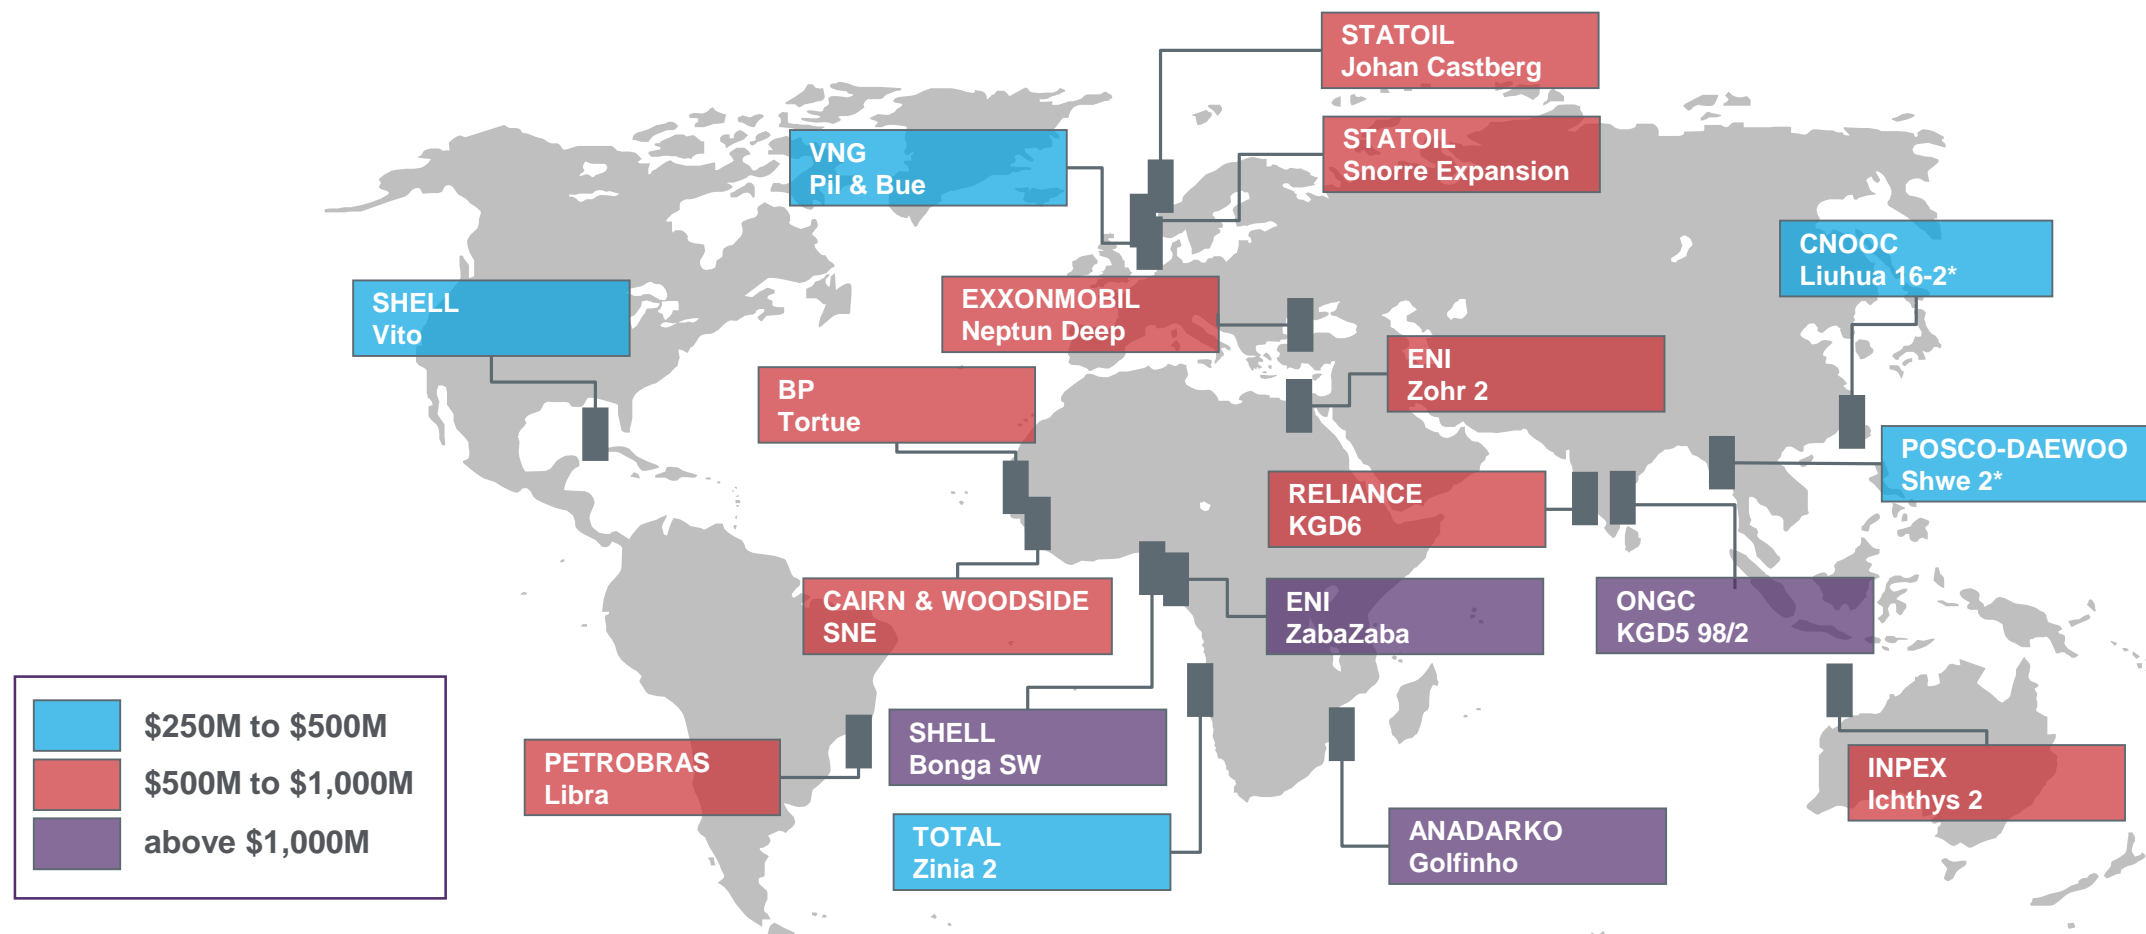 STATOIL
Johan Castberg
STATOIL
Snorre Expansion
VNG
Pil & Bue
CNOOC
Liuhua 16-2*
SHELL
Vito
EXXONMOBIL
Neptun Deep
ENI
Zohr 2
BP
Tortue
POSCO-DAEWOO
Shwe 2*
RELIANCE
KGD6
CAIRN & WOODSIDE
SNE
ENI
ZabaZaba
ONGC
KGD5 98/2
SHELL
Bonga SW
PETROBRAS
Libra
INPEX
Ichthys 2
TOTAL
Zinia 2
ANADARKO
Golfinho
$250M to $500M
$500M to $1,000M
above $1,000M